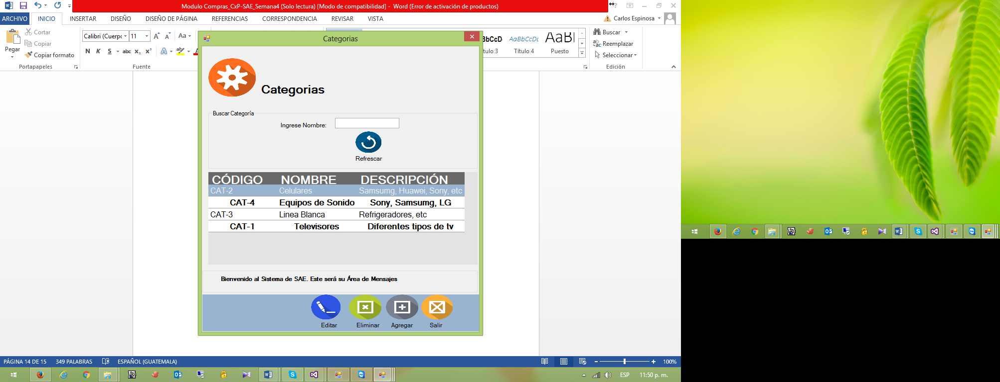 Modulo Compras_CxP-SAE_Semana4 (Solo lectura) [Modo de compatibilidad] - Word (Error de activación de productos)
ARCHIVO INICIO INSERTAR DISEÑO DISEÑO DE PÁGINA REFERENCIAS CORRESPONDENCIA REVISAR VISTA Carlos Espinosa
Pegar
Cortar
Copiar
Copiar formato
Portapapeles
Calibri (Cuerpo 11
Aa
N K S abc x₂ x²
Fuente
BbCcD
tulo 3
AaBbCcDc
Título 4
AaBl
Puesto
Buscar
Reemplazar
Seleccionar
Edición
Categorias
Categorias
Buscar Categoría
Ingrese Nombre:
Refrescar
CÓDIGO NOMBRE DESCRIPCIÓN
CAT-2 Celulares Samsumg, Huawei, Sony, etc
CAT-4 Equipos de Sonido Sony, Samsumg, LG
CAT-3 Linea Blanca Refrigeradores, etc
CAT-1 Televisores Diferentes tipos de tv
Bienvenido al Sistema de SAE. Este será su Área de Mensajes
Editar Eliminar Agregar Salir
PÁGINA 14 DE 15 349 PALABRAS ESPAÑOL (GUATEMALA) 100%
ESP 11:50 p. m.